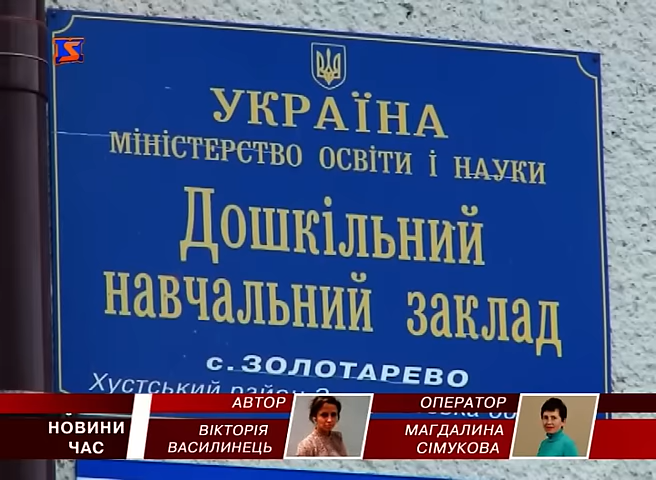 УКРАЇНА
МІНІСТЕРСТВО ОСВІТИ І НАУКИ
Дошкільний
навчальний заклад
с. ЗОЛОТАРЕВО
Хустський район
НОВИНИ
ЧАС
АВТОР
ВІКТОРІЯ
ВАСИЛИНЕЦЬ
ОПЕРАТОР
МАГДАЛИНА
СІМУКОВА